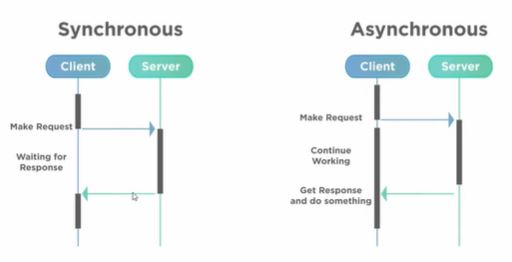 Synchronous
Client
Server
Make Request
Waiting for
Response
Asynchronous
Client
Server
Make Request
Continue
Working
Get Response
and do something